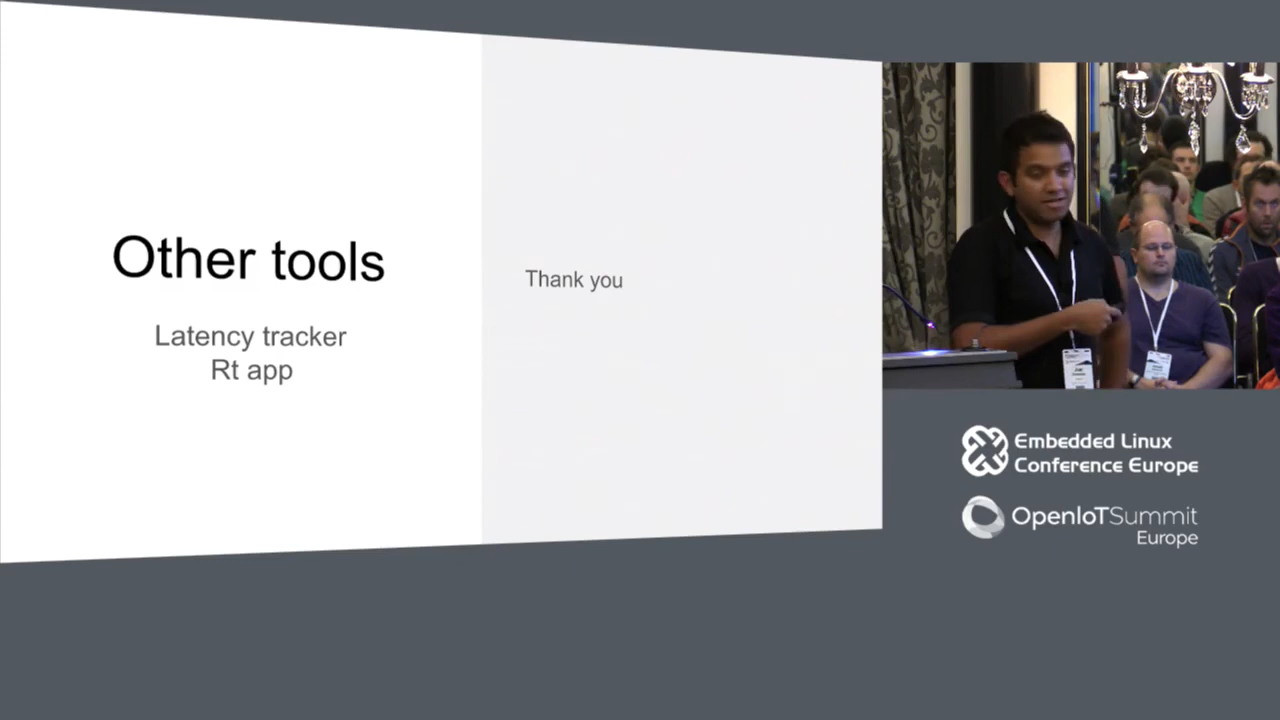 Other tools
Latency tracker
Rt app
Thank you
Embedded Linux
Conference Europe
OpenIoTSummit
Europe